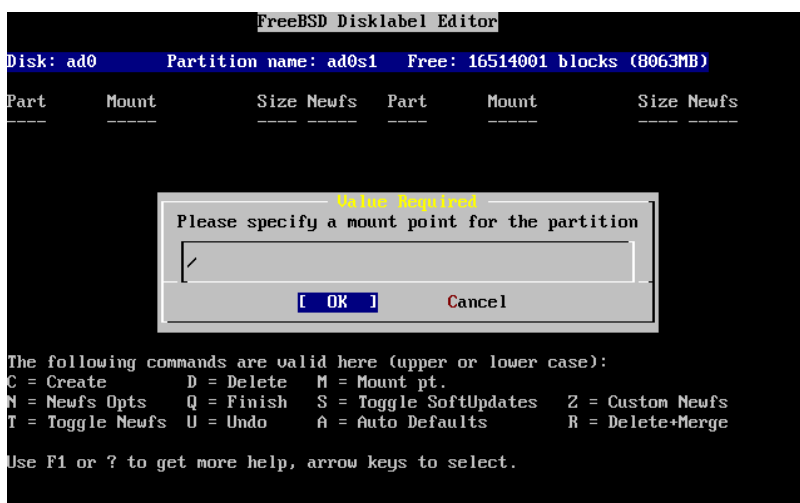 FreeBSD Disklabel Editor
Disk: ad0 Partition name: ad0s1 Free: 16514001 blocks (8063MB)
Part Mount Size Newfs Part Mount Size Newfs
---- ----- ---- ----- ---- ----- ---- -----
Value Required
Please specify a mount point for the partition
/
[ OK ] Cancel
The following commands are valid here (upper or lower case):
C = Create D = Delete M = Mount pt.
N = Newfs Opts Q = Finish S = Toggle SoftUpdates Z = Custom Newfs
T = Toggle Newfs U = Undo A = Auto Defaults R = Delete+Merge
Use F1 or ? to get more help, arrow keys to select.